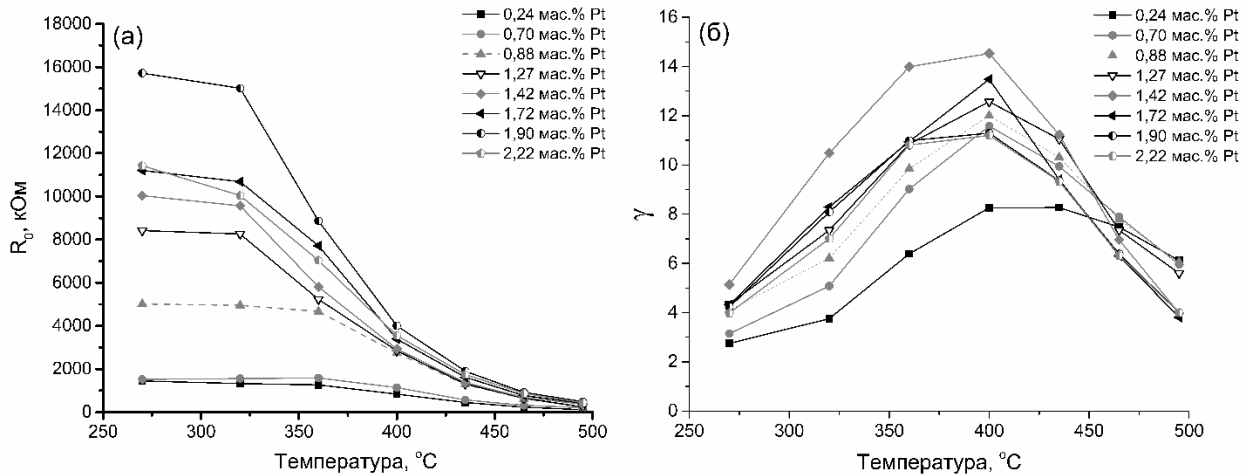 (а)
18000
16000
14000
12000
10000
8000
6000
4000
2000
0
R0, кОм
250
300
350
400
450
500
Температура, °C
0,24 мас.% Pt
0,70 мас.% Pt
0,88 мас.% Pt
1,27 мас.% Pt
1,42 мас.% Pt
1,72 мас.% Pt
1,90 мас.% Pt
2,22 мас.% Pt
(б)
16
14
12
10
8
6
4
2
0
γ
250
300
350
400
450
500
Температура, °C
0,24 мас.% Pt
0,70 мас.% Pt
0,88 мас.% Pt
1,27 мас.% Pt
1,42 мас.% Pt
1,72 мас.% Pt
1,90 мас.% Pt
2,22 мас.% Pt